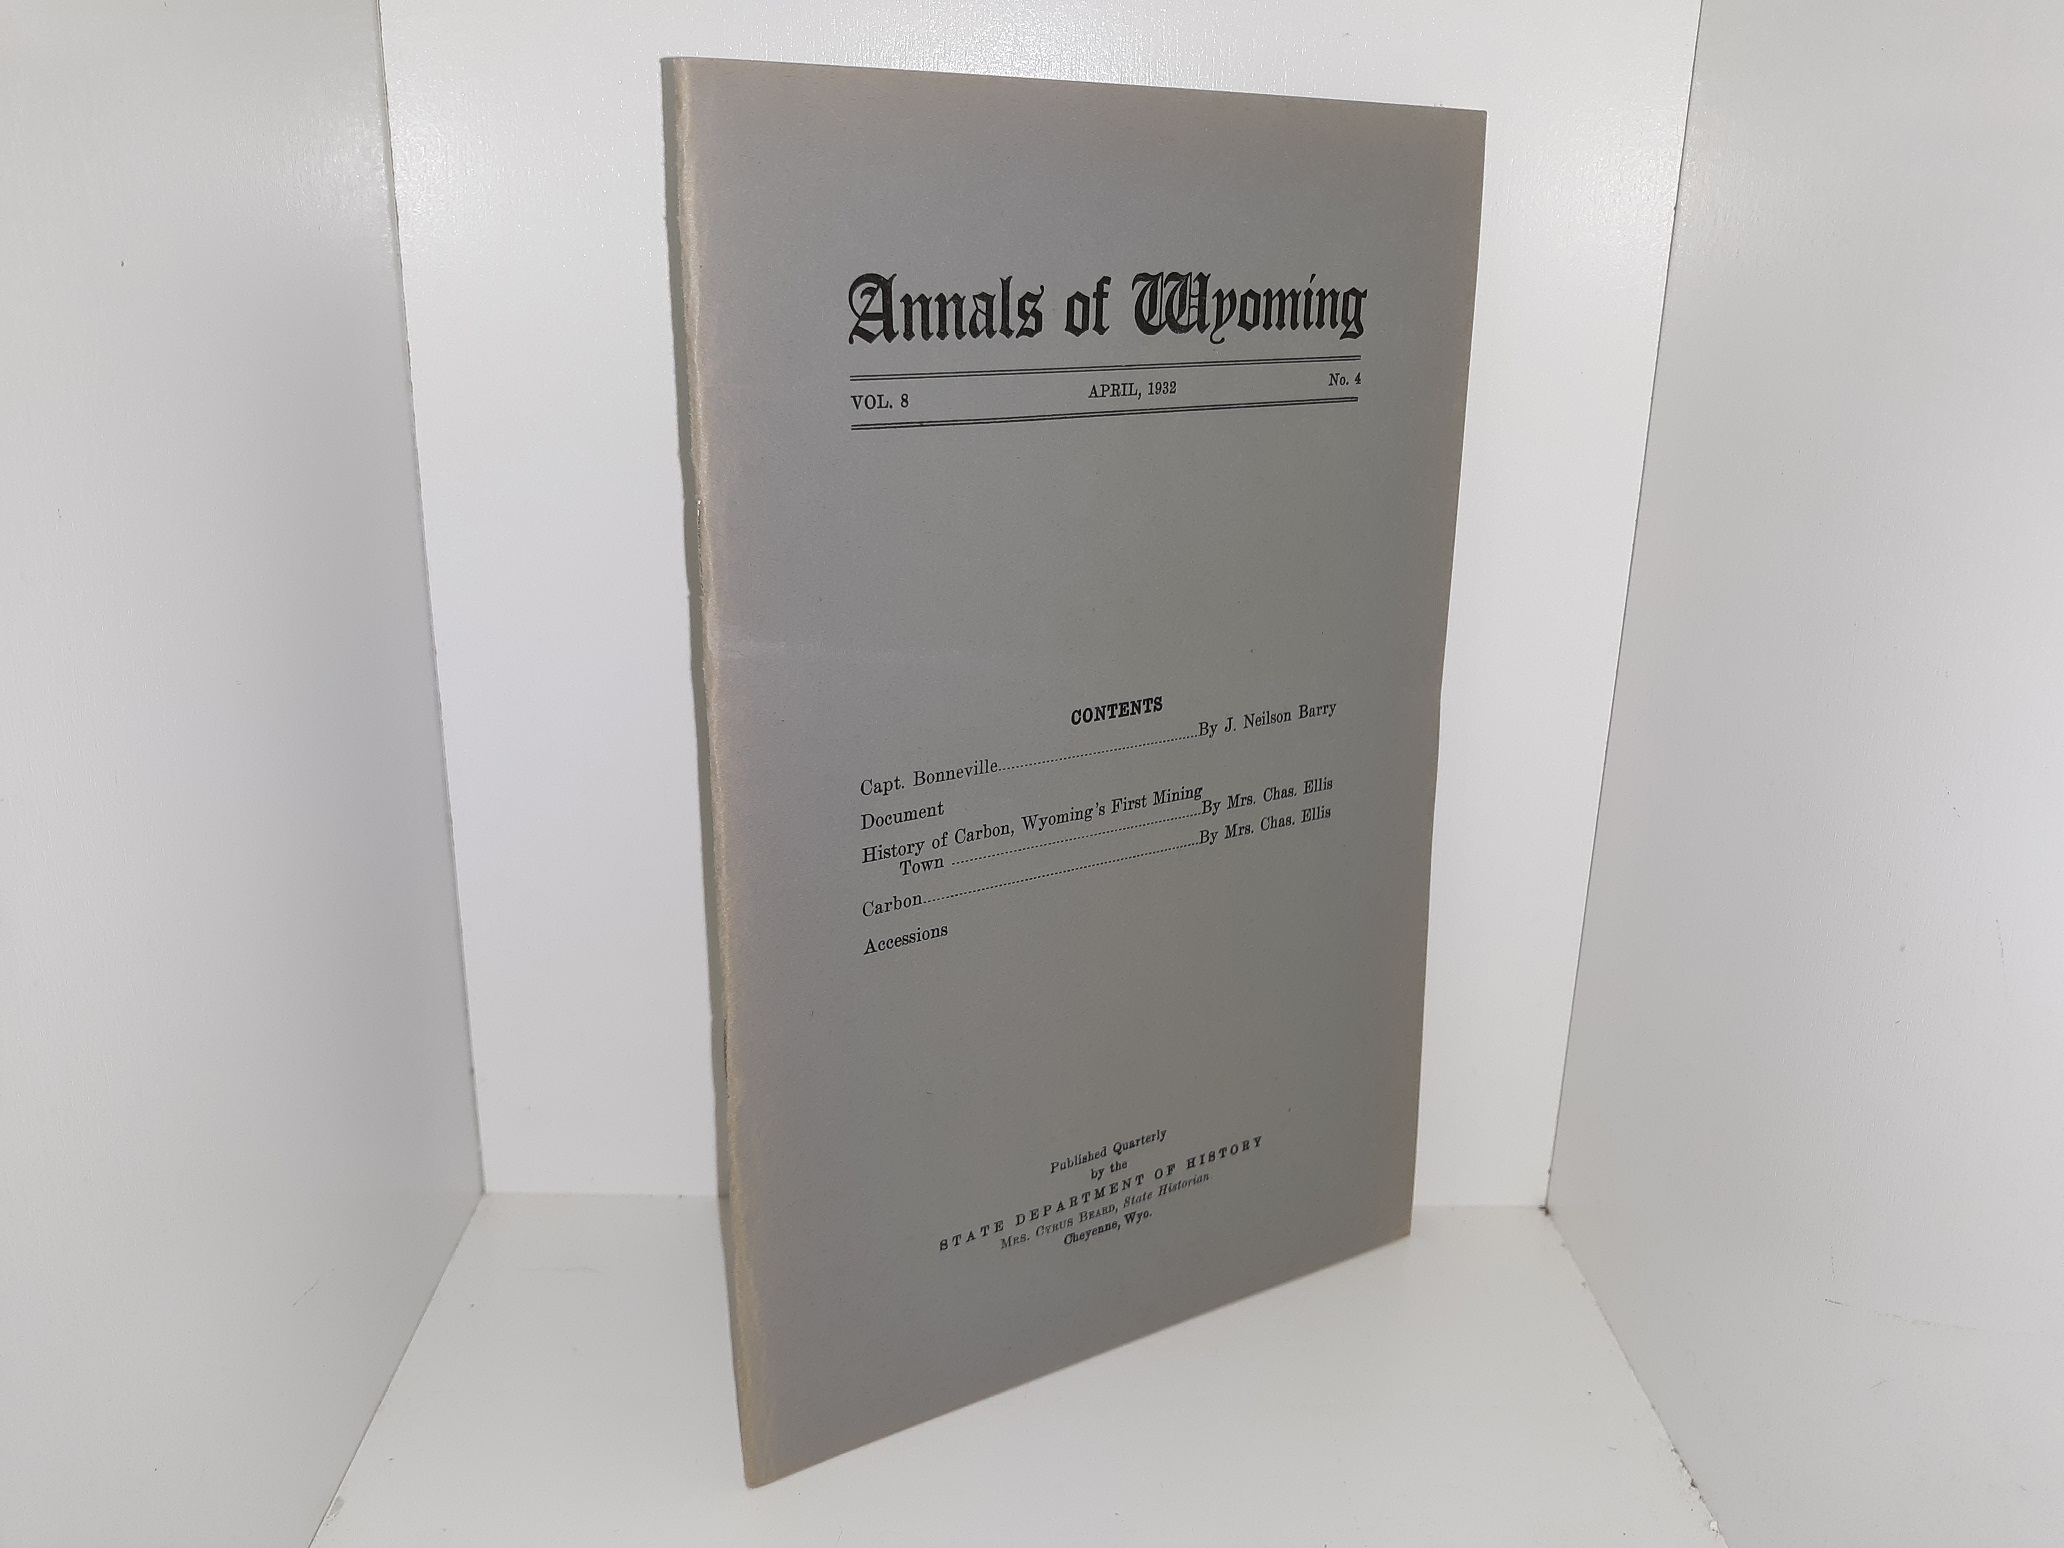 Annals of Wyoming
VOL. 8 APRIL, 1932 No. 4
CONTENTS
Capt. Bonneville........................................By J. Neilson Barry
Document
History of Carbon, Wyoming's First Mining
Town ..................................................By Mrs. Chas. Ellis
Carbon........................................................By Mrs. Chas. Ellis
Accessions
Published Quarterly
by the
STATE DEPARTMENT OF HISTORY
MRS. CYRUS BEARD, State Historian
Cheyenne, Wyo.